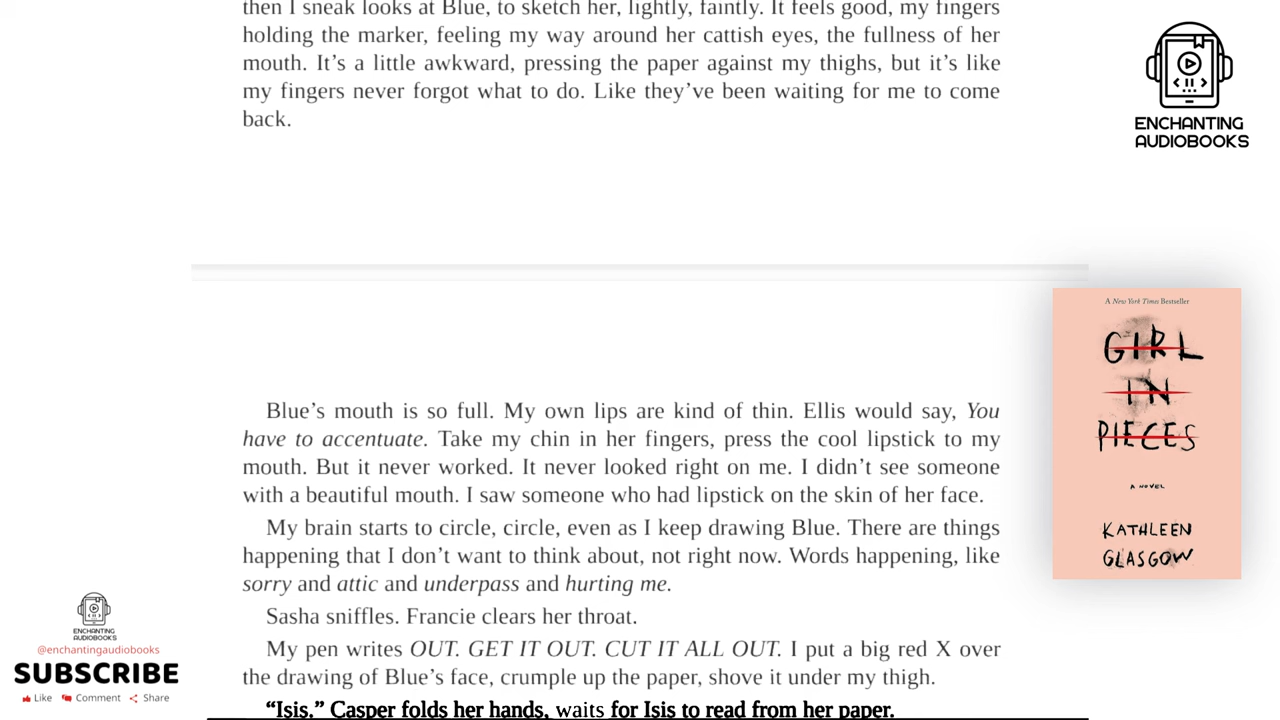 then I sneak looks at Blue, to sketch her, lightly, faintly. It feels good, my fingers
holding the marker, feeling my way around her cattish eyes, the fullness of her
mouth. It’s a little awkward, pressing the paper against my thighs, but it’s like
my fingers never forgot what to do. Like they’ve been waiting for me to come
back.
ENCHANTING
AUDIOBOOKS
Blue’s mouth is so full. My own lips are kind of thin. Ellis would say, You
have to accentuate. Take my chin in her fingers, press the cool lipstick to my
mouth. But it never worked. It never looked right on me. I didn’t see someone
with a beautiful mouth. I saw someone who had lipstick on the skin of her face.
My brain starts to circle, circle, even as I keep drawing Blue. There are things
happening that I don’t want to think about, not right now. Words happening, like
sorry and attic and underpass and hurting me.
Sasha sniffles. Francie clears her throat.
My pen writes OUT. GET IT OUT. CUT IT ALL OUT. I put a big red X over
the drawing of Blue’s face, crumple up the paper, shove it under my thigh.
“Isis.” Casper folds her hands, waits for Isis to read from her paper.
A New York Times Bestseller
GIRL
IN
PIECES
A NOVEL
KATHLEEN
GLASGOW
ENCHANTING
AUDIOBOOKS
@enchantingaudiobooks
SUBSCRIBE
Like Comment Share